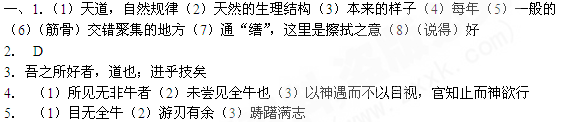 一、1.（1）天道，自然规律（2）天然的生理结构（3）本来的样子（4）每年（5）一般的
（6）（筋骨）交错聚集的地方（7）通“缮”，这里是擦拭之意（8）（说得）好
2. D
3. 吾之所好者，道也；进乎技矣
4. （1）所见无非牛者（2）未尝见全牛也（3）以神遇而不以目视，官知止而神欲行
5. （1）目无全牛（2）游刃有余（3）踌躇满志